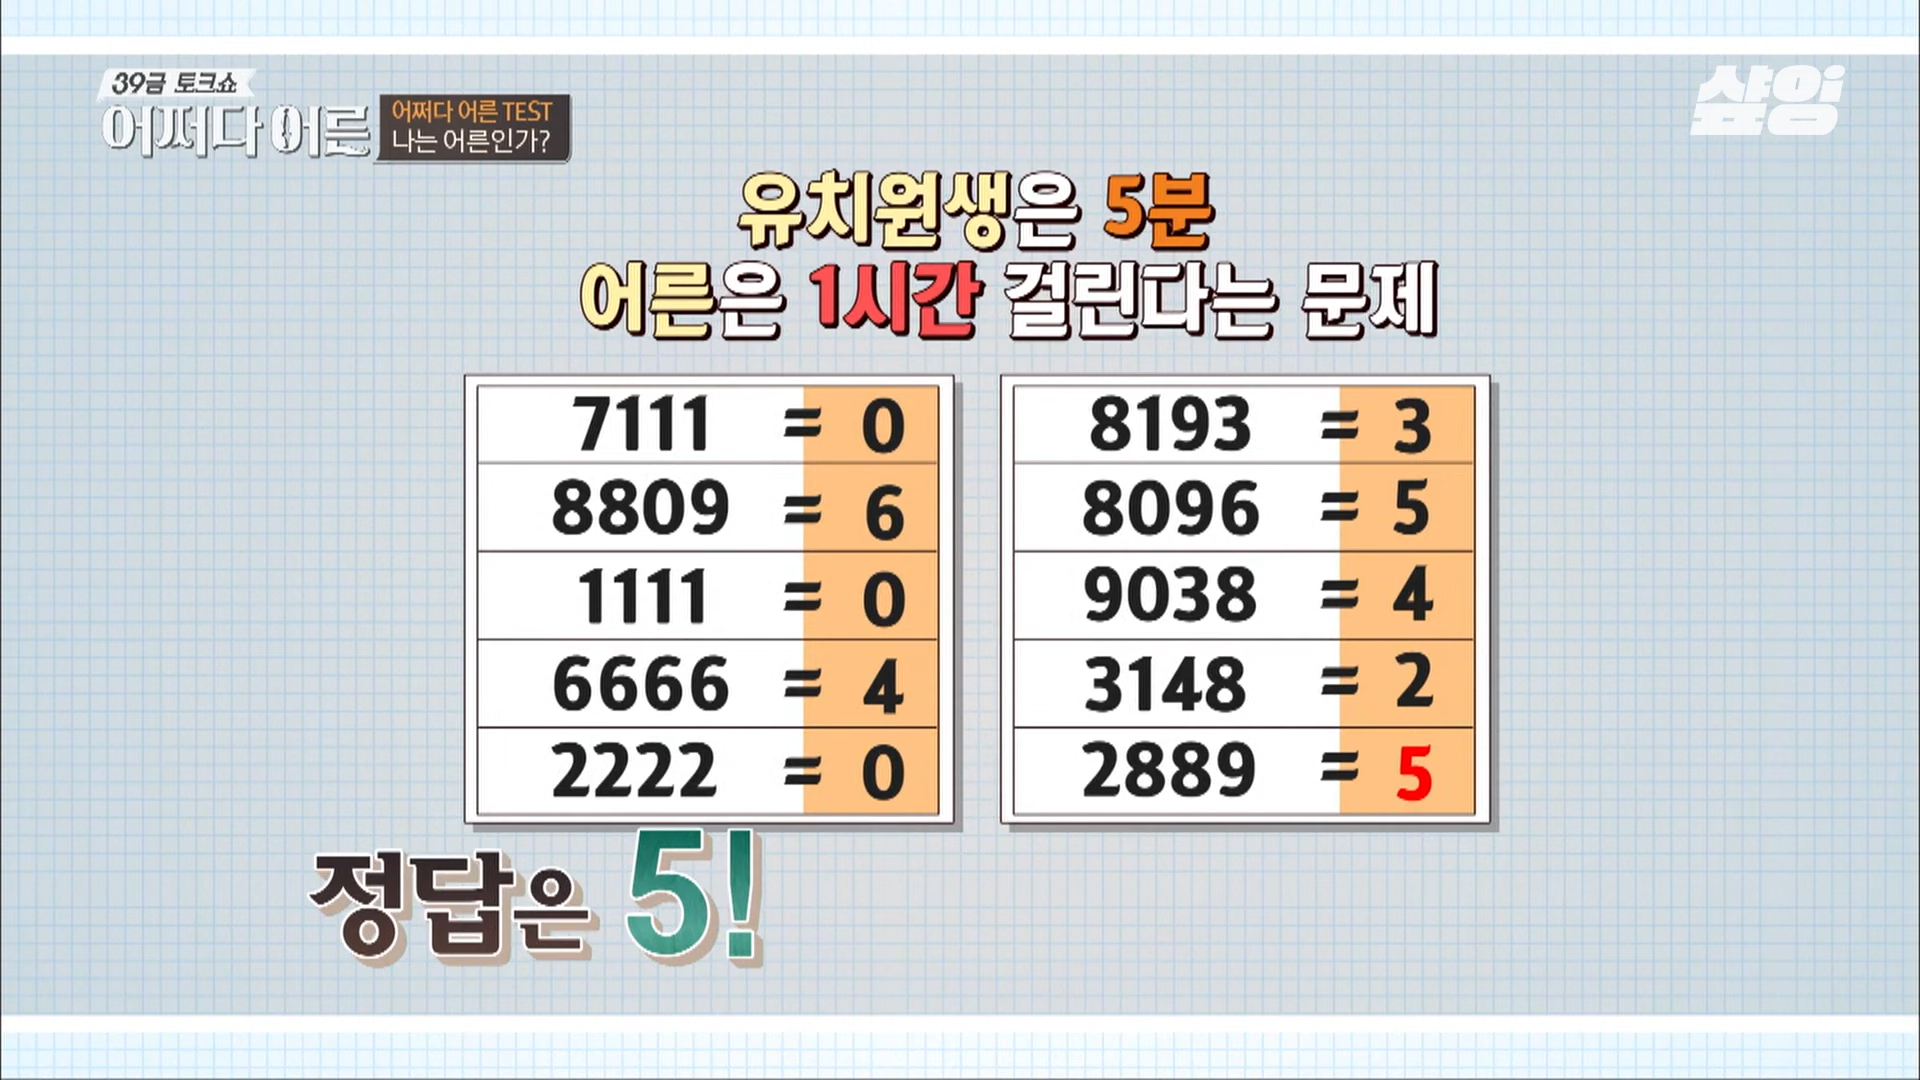 39금 토크쇼
어쩌다 어른
어쩌다 어른 TEST
나는 어른인가?
샾잉
유치원생은 5분
어른은 1시간 걸린다는 문제
7111 = 0
8809 = 6
1111 = 0
6666 = 4
2222 = 0
8193 = 3
8096 = 5
9038 = 4
3148 = 2
2889 = 5
정답은 5!